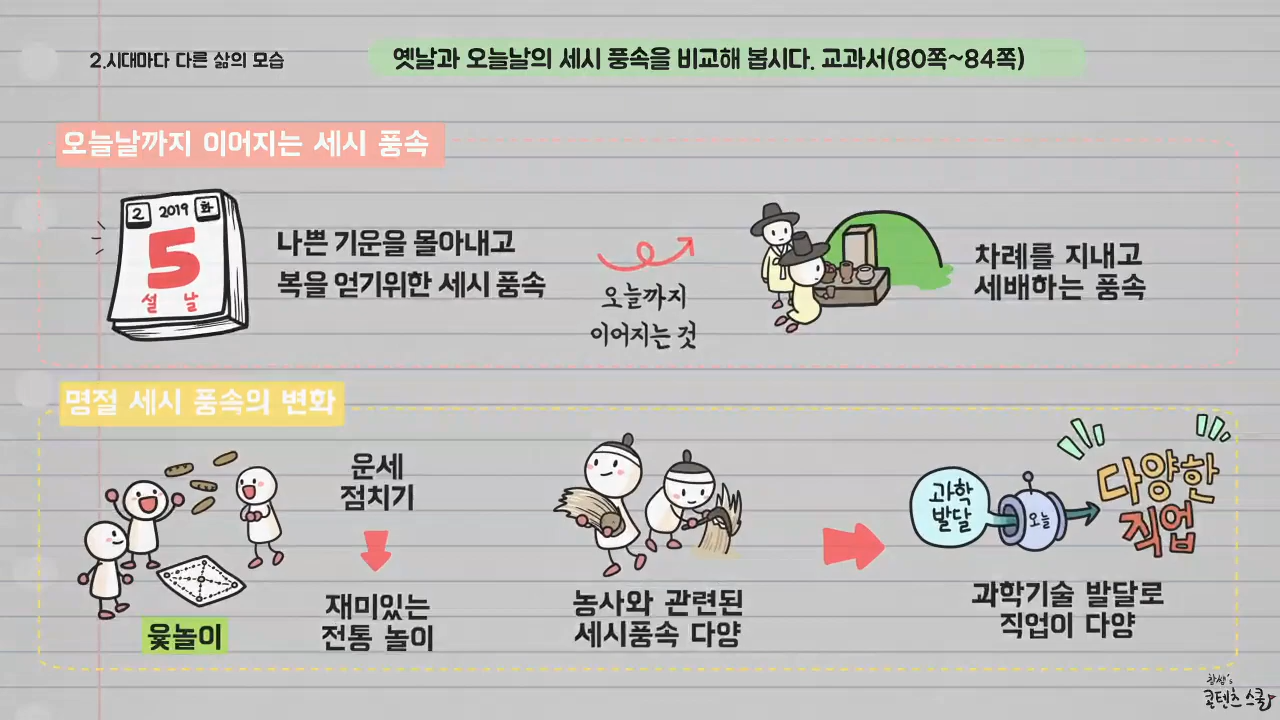 2.시대마다 다른 삶의 모습
옛날과 오늘날의 세시 풍속을 비교해 봅시다. 교과서(80쪽~84쪽)
오늘날까지 이어지는 세시 풍속
2 2019 화
5
설 날
나쁜 기운을 몰아내고
복을 얻기위한 세시 풍속
오늘까지
이어지는 것
차례를 지내고
세배하는 풍속
명절 세시 풍속의 변화
윷놀이
운세
점치기
재미있는
전통 놀이
농사와 관련된
세시풍속 다양
과학
발달
오늘
다양한
직업
과학기술 발달로
직업이 다양
참쌤's
콘텐츠 스쿨